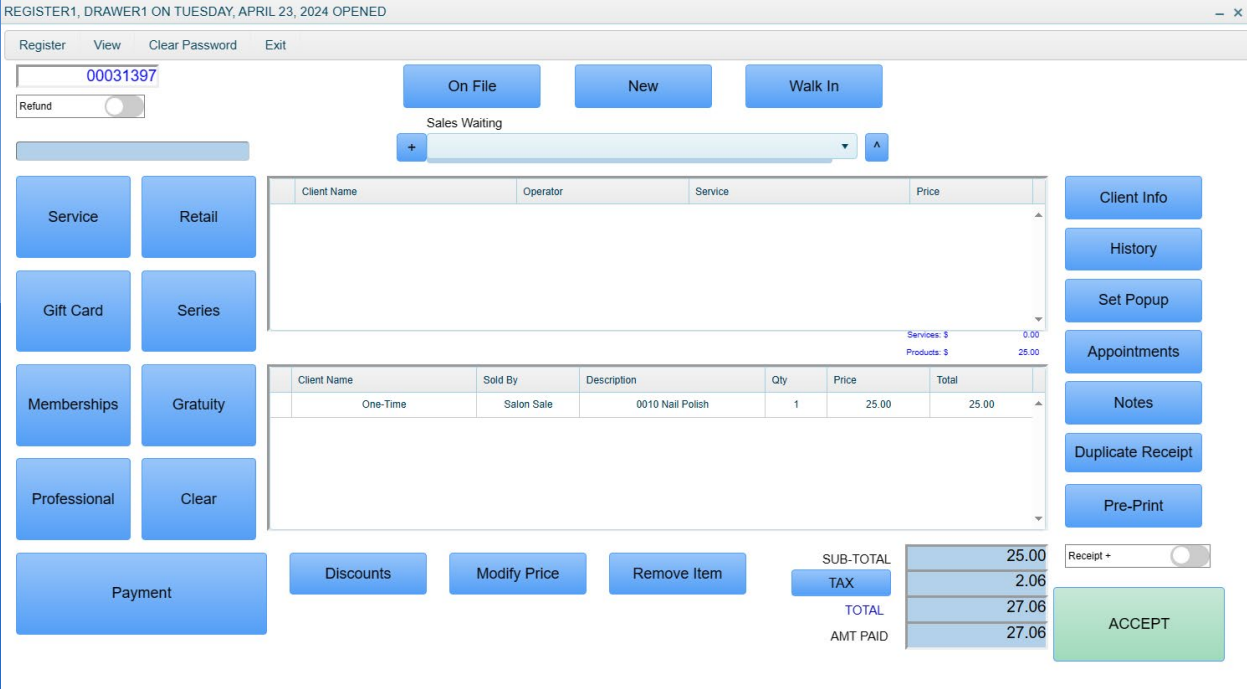 REGISTER1, DRAWER1 ON TUESDAY, APRIL 23, 2024 OPENED
Register View Clear Password Exit
00031397
Refund
On File New Walk In
Sales Waiting
+ ^
Service Retail
Gift Card Series
Memberships Gratuity
Professional Clear
Payment
Client Name Operator Service Price
Services: $ 0.00
Products: $ 25.00
Client Name Sold By Description Qty Price Total
One-Time Salon Sale 0010 Nail Polish 1 25.00 25.00
Discounts Modify Price Remove Item
SUB-TOTAL 25.00
TAX 2.06
TOTAL 27.06
AMT PAID 27.06
Client Info
History
Set Popup
Appointments
Notes
Duplicate Receipt
Pre-Print
Receipt +
ACCEPT